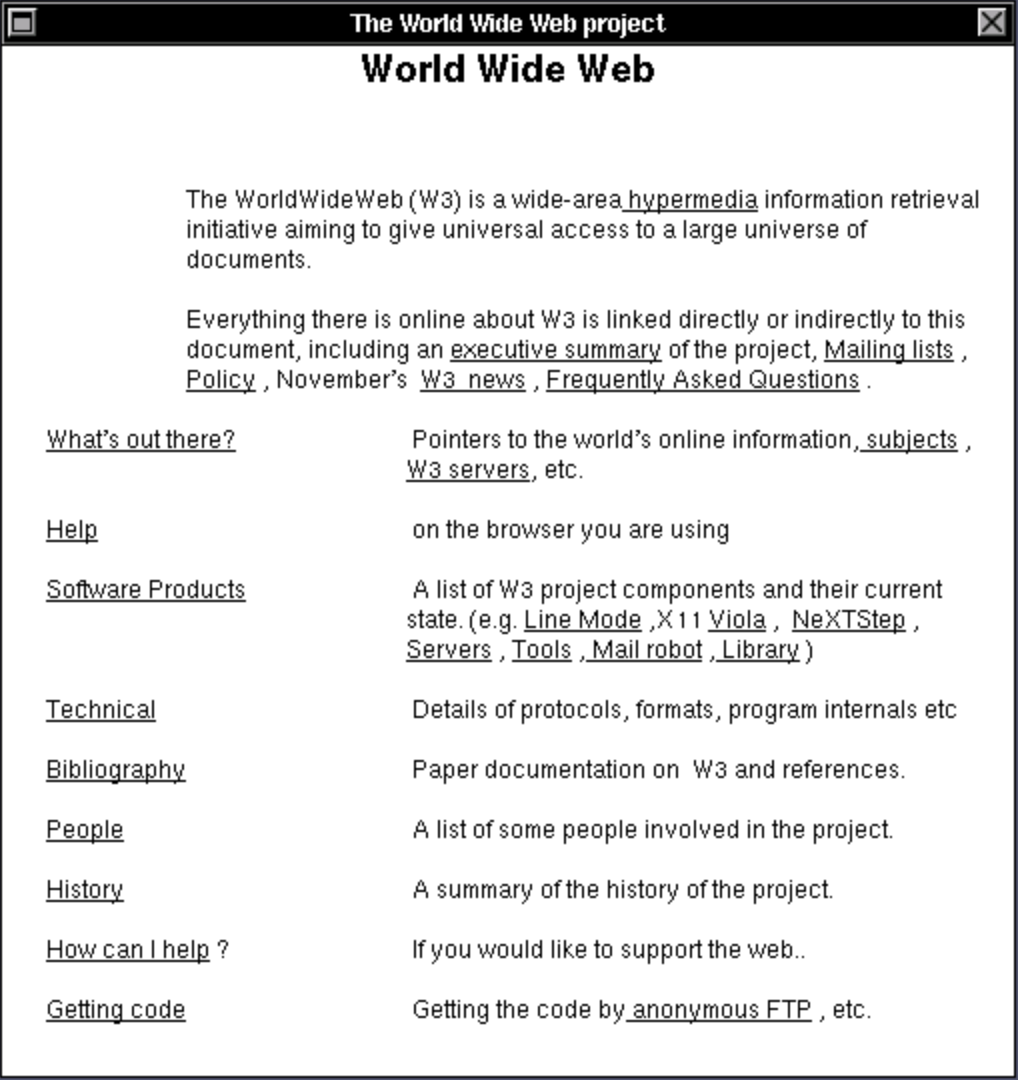 The World Wide Web project
World Wide Web
The WorldWideWeb (W3) is a wide-area hypermedia information retrieval
initiative aiming to give universal access to a large universe of
documents.
Everything there is online about W3 is linked directly or indirectly to this
document, including an executive summary of the project, Mailing lists ,
Policy , November's W3 news , Frequently Asked Questions .
What's out there? Pointers to the world's online information, subjects ,
W3 servers, etc.
Help on the browser you are using
Software Products A list of W3 project components and their current
state. (e.g. Line Mode ,X11 Viola , NeXTStep ,
Servers , Tools , Mail robot , Library )
Technical Details of protocols, formats, program internals etc
Bibliography Paper documentation on W3 and references.
People A list of some people involved in the project.
History A summary of the history of the project.
How can I help ? If you would like to support the web..
Getting code Getting the code by anonymous FTP , etc.